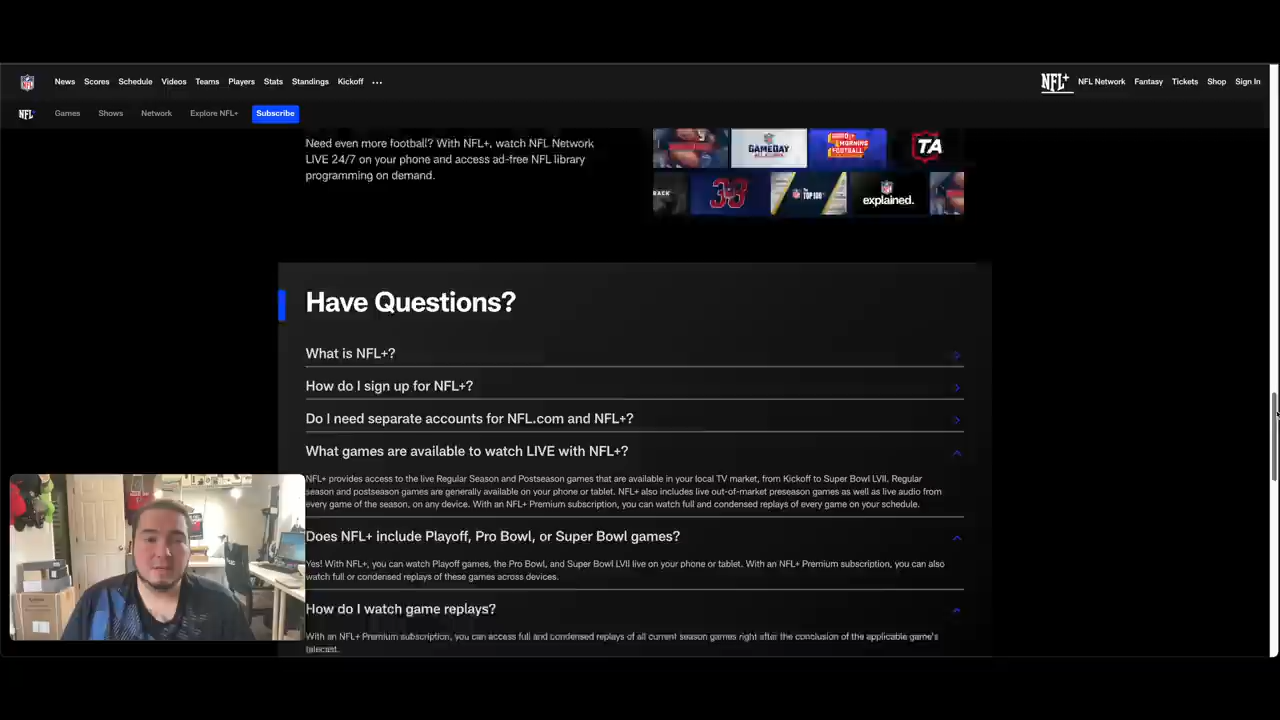 News Scores Schedule Videos Teams Players Stats Standings Kickoff ••• NFL+ NFL Network Fantasy Tickets Shop Sign In
NFL+ Games Shows Network Explore NFL+ Subscribe
Need even more football? With NFL+, watch NFL Network
LIVE 24/7 on your phone and access ad-free NFL library
programming on demand.
GAMEDAY
MORNING
FOOTBALL
TA
BACK
TOP 100
explained.
Have Questions?
What is NFL+?
How do I sign up for NFL+?
Do I need separate accounts for NFL.com and NFL+?
What games are available to watch LIVE with NFL+?
NFL+ provides access to the live Regular Season and Postseason games that are available in your local TV market, from Kickoff to Super Bowl LVII. Regular
season and postseason games are generally available on your phone or tablet. NFL+ also includes live out-of-market preseason games as well as live audio from
every game of the season, on any device. With an NFL+ Premium subscription, you can watch full and condensed replays of every game on your schedule.
Does NFL+ include Playoff, Pro Bowl, or Super Bowl games?
Yes! With NFL+, you can watch Playoff games, the Pro Bowl, and Super Bowl LVII live on your phone or tablet. With an NFL+ Premium subscription, you can also
watch full or condensed replays of these games across devices.
How do I watch game replays?
With an NFL+ Premium subscription, you can access full and condensed replays of all current season games right after the conclusion of the applicable game's
telecast.